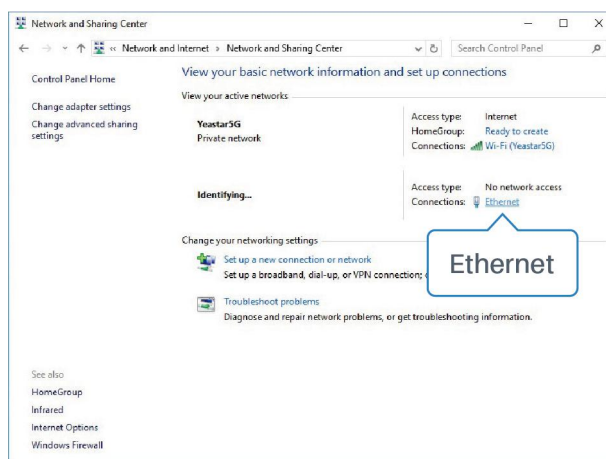 Network and Sharing Center
« Network and Internet > Network and Sharing Center
Search Control Panel
Control Panel Home
Change adapter settings
Change advanced sharing
settings
View your basic network information and set up connections
View your active networks
Yeastar5G
Private network
Access type: Internet
HomeGroup: Ready to create
Connections: Wi-Fi (Yeastar5G)
Identifying...
Access type: No network access
Connections: Ethernet
Ethernet
Change your networking settings
Set up a new connection or network
Set up a broadband, dial-up, or VPN connection;
Troubleshoot problems
Diagnose and repair network problems, or get troubleshooting information.
See also
HomeGroup
Infrared
Internet Options
Windows Firewall